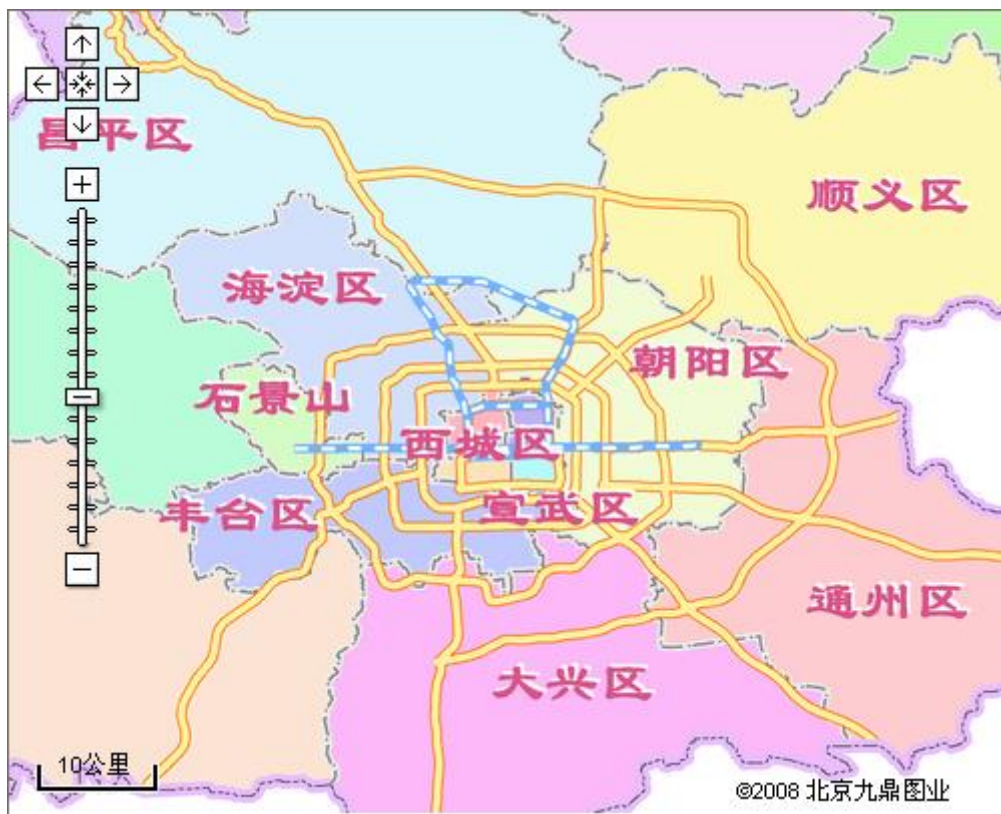 昌平区
顺义区
海淀区
朝阳区
石景山
西城区
丰台区
宣武区
通州区
大兴区
10公里
©2008 北京九鼎图业